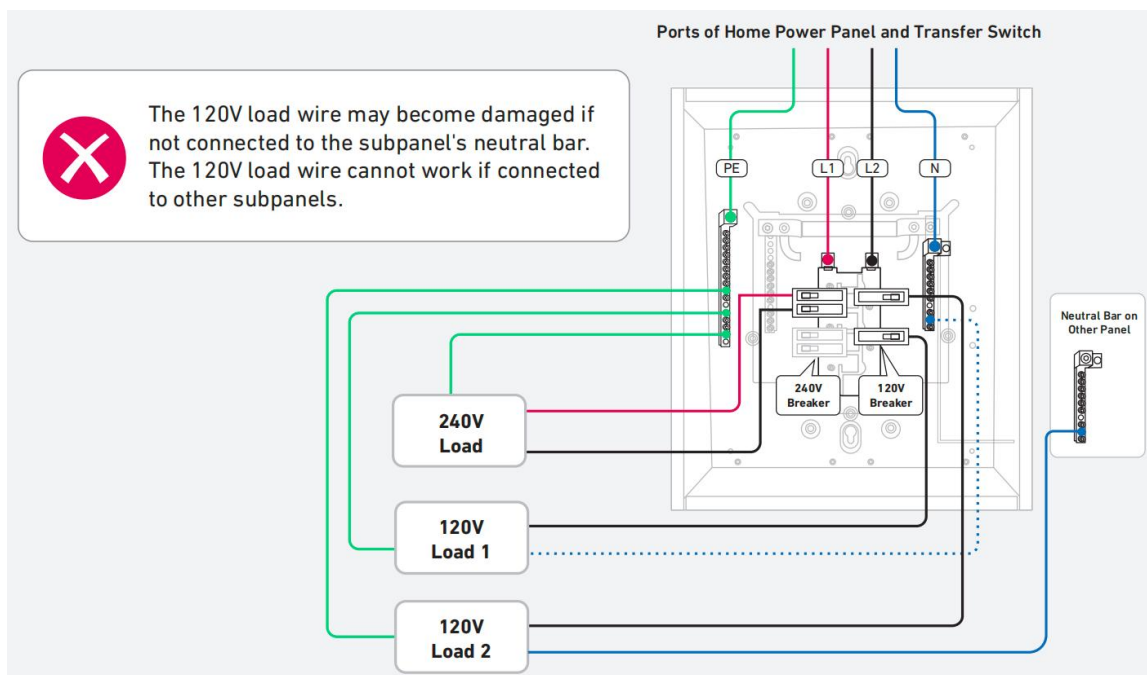 Ports of Home Power Panel and Transfer Switch
The 120V load wire may become damaged if
not connected to the subpanel's neutral bar.
The 120V load wire cannot work if connected
to other subpanels.
PE
L1
L2
N
Neutral Bar on
Other Panel
240V
Breaker
120V
Breaker
240V
Load
120V
Load 1
120V
Load 2